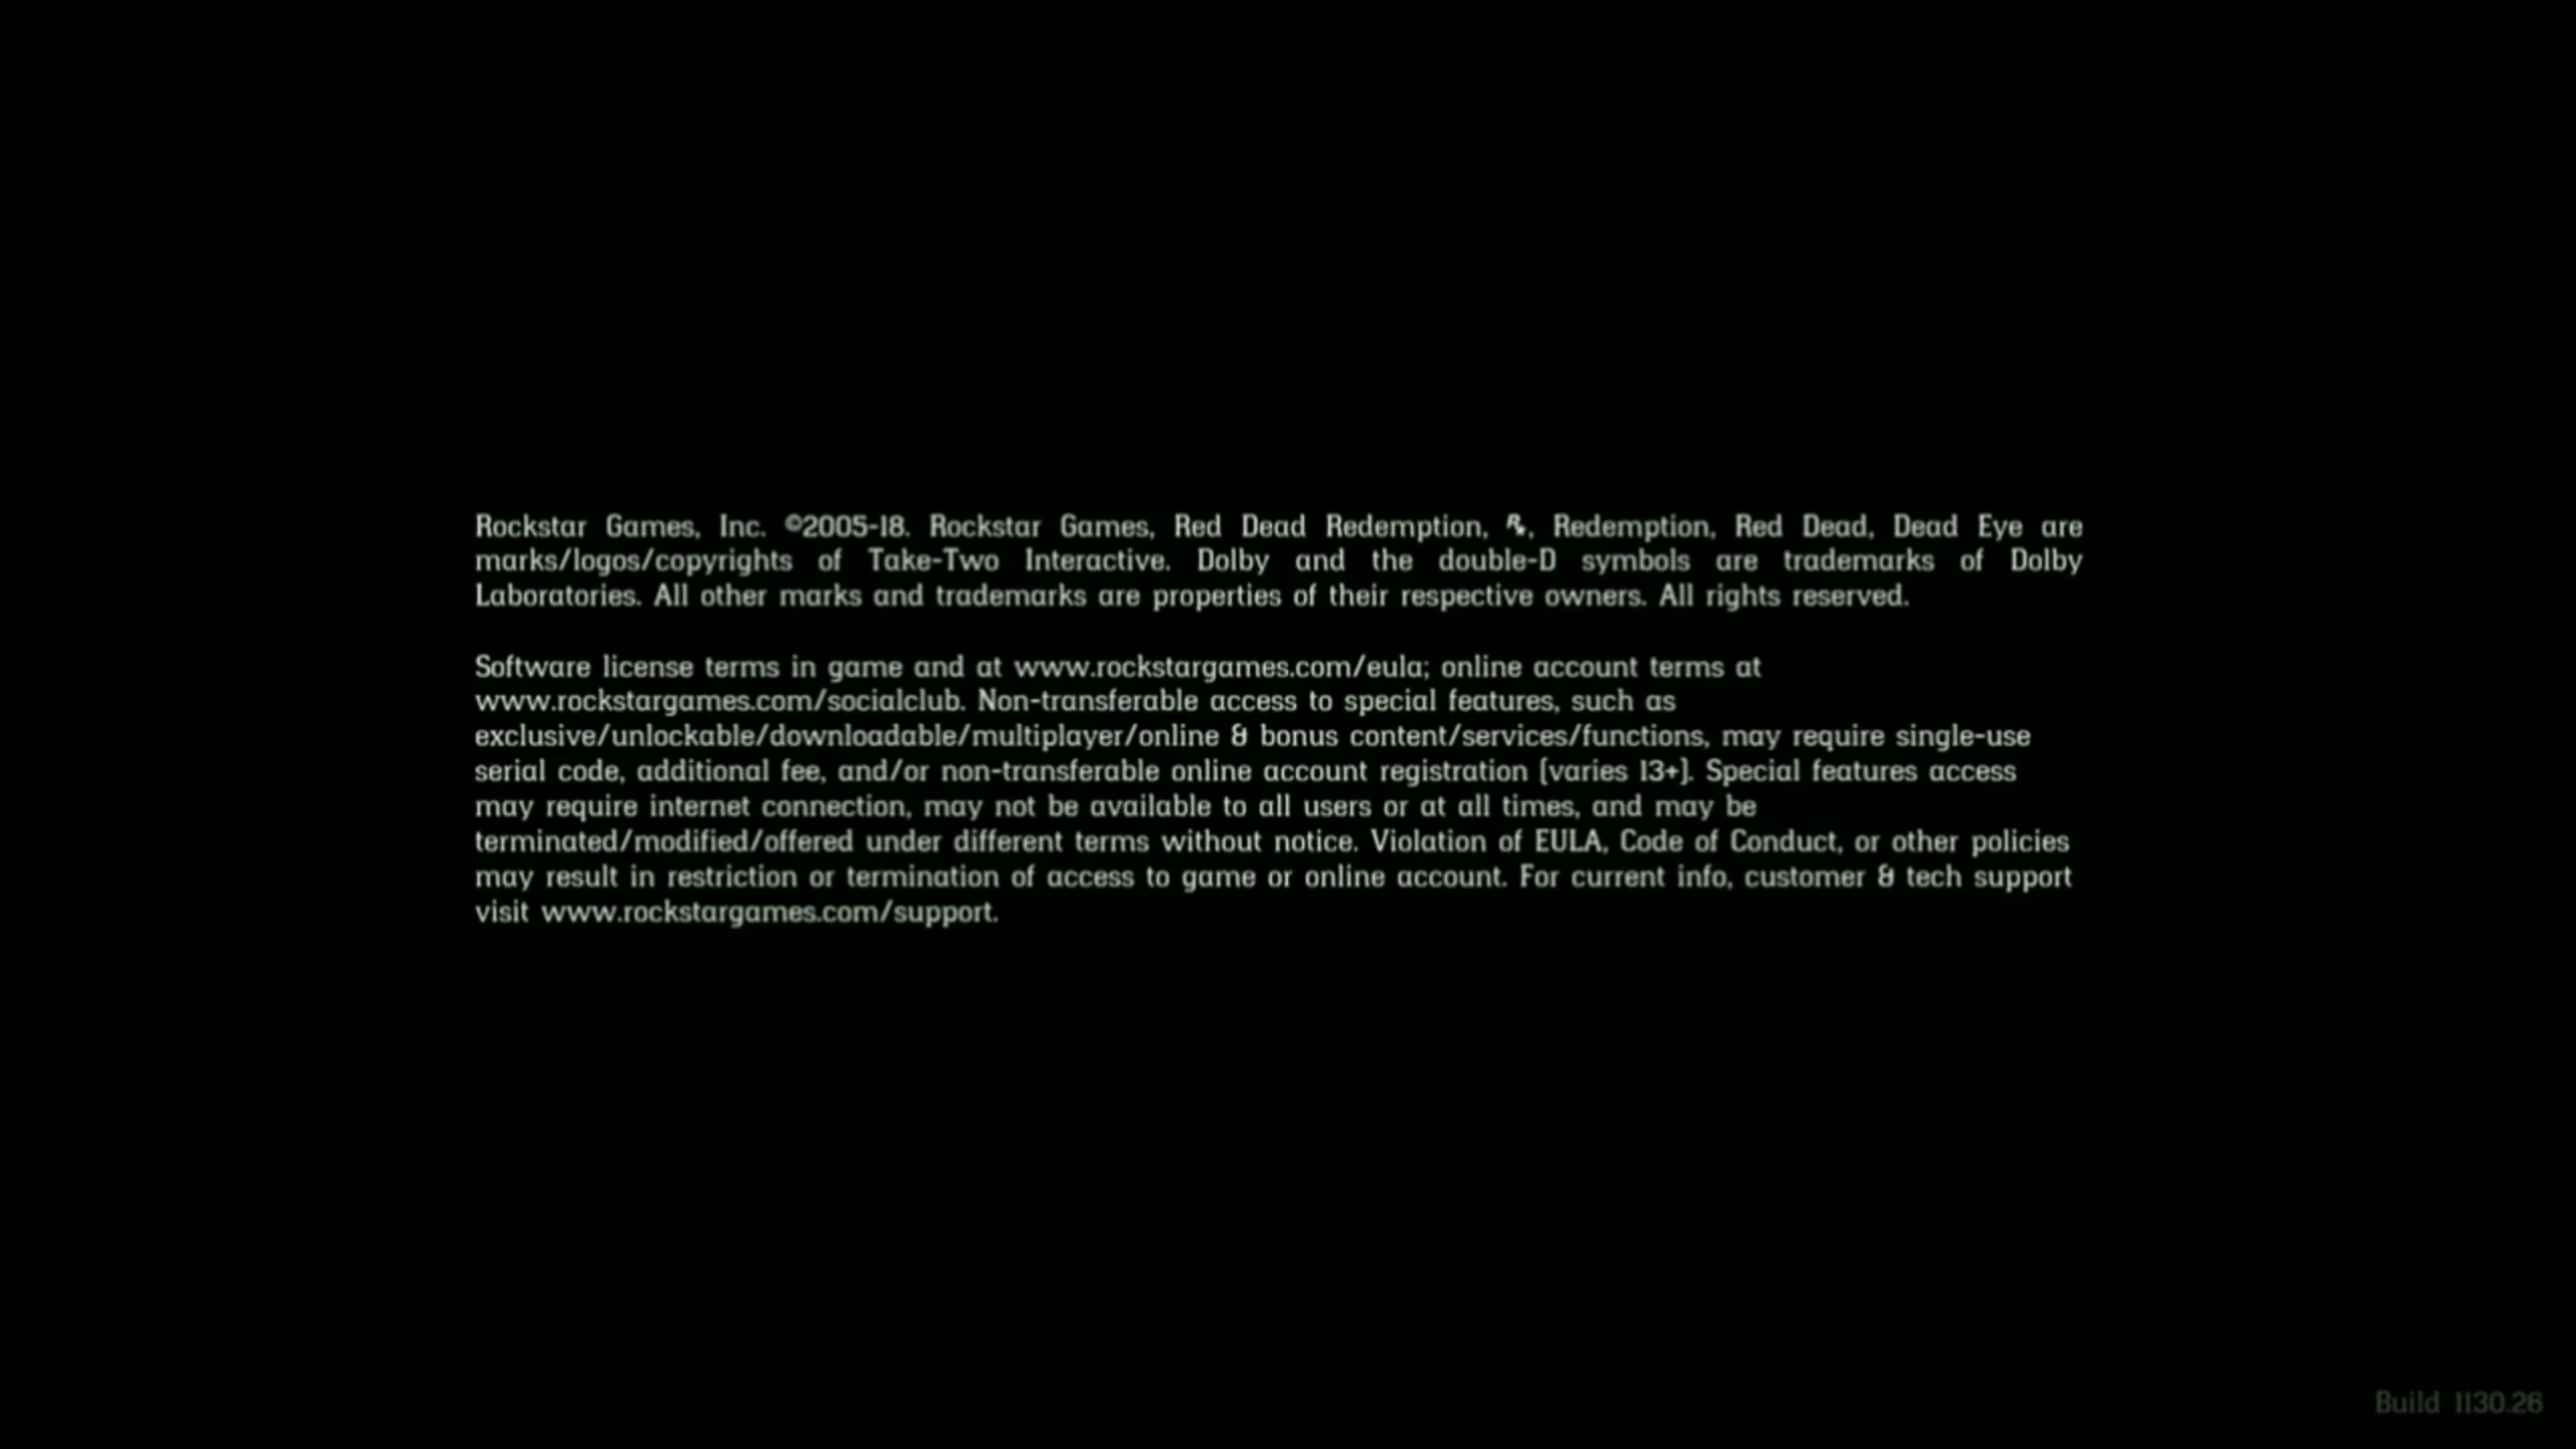 Rockstar Games, Inc. ©2005-18. Rockstar Games, Red Dead Redemption, R*, Redemption, Red Dead, Dead Eye are
marks/logos/copyrights of Take-Two Interactive. Dolby and the double-D symbols are trademarks of Dolby
Laboratories. All other marks and trademarks are properties of their respective owners. All rights reserved.
Software license terms in game and at www.rockstargames.com/eula; online account terms at
www.rockstargames.com/socialclub. Non-transferable access to special features, such as
exclusive/unlockable/downloadable/multiplayer/online & bonus content/services/functions, may require single-use
serial code, additional fee, and/or non-transferable online account registration (varies 13+). Special features access
may require internet connection, may not be available to all users or at all times, and may be
terminated/modified/offered under different terms without notice. Violation of EULA, Code of Conduct, or other policies
may result in restriction or termination of access to game or online account. For current info, customer & tech support
visit www.rockstargames.com/support.
Build 1130.26